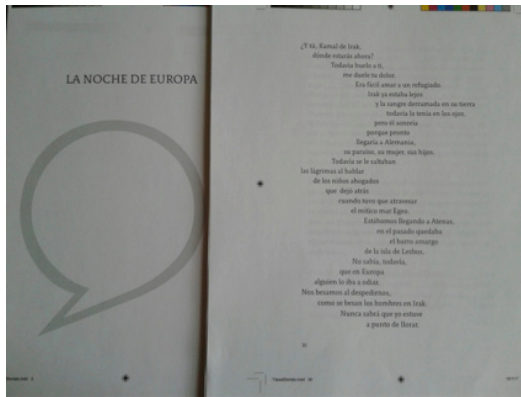 LA NOCHE DE EUROPA
¿Y tú, Kamal de Irak,
dónde estarás ahora?
Todavía huelo a ti,
me duele tu dolor.
Era fácil amar a un refugiado.
Irak ya estaba lejos
y la sangre derramada en su tierra
todavía la tenía en los ojos,
pero él sonreía
porque pronto
llegaría a Alemania,
su paraíso, su mujer, sus hijos.
Todavía se le saltaban
las lágrimas al hablar
de los niños ahogados
que dejó atrás
cuando tuvo que atravesar
el mítico mar Egeo.
Estábamos llegando a Atenas,
en el pasado quedaba
el barro amargo
de la isla de Lesbos.
No sabía, todavía,
que en Europa
alguien lo iba a odiar.
Nos besamos al despedirnos,
como se besan los hombres en Irak.
Nunca sabrá que yo estuve
a punto de llorar.